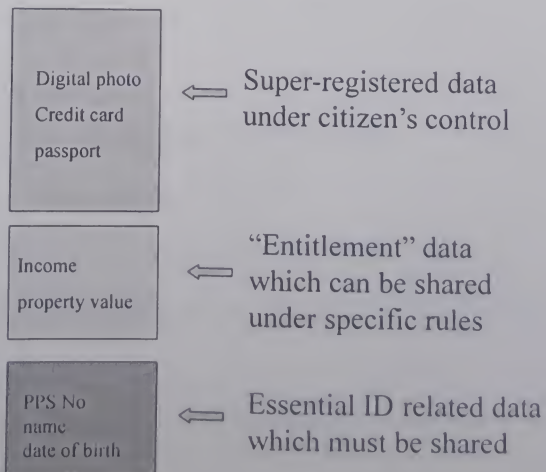 Digital photo
Credit card
passport
Super-registered data
under citizen's control
Income
property value
“Entitlement” data
which can be shared
under specific rules
PPS No
name
date of birth
Essential ID related data
which must be shared